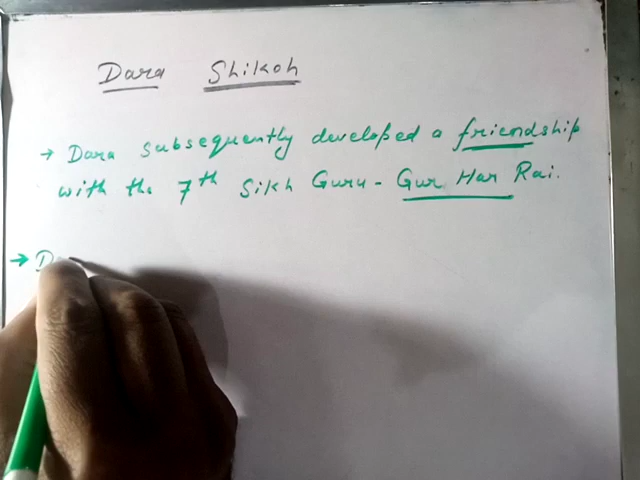 Dara Shikoh
→ Dara subsequently developed a friendship
with the 7th Sikh Guru - Gur Har Rai.
→ D